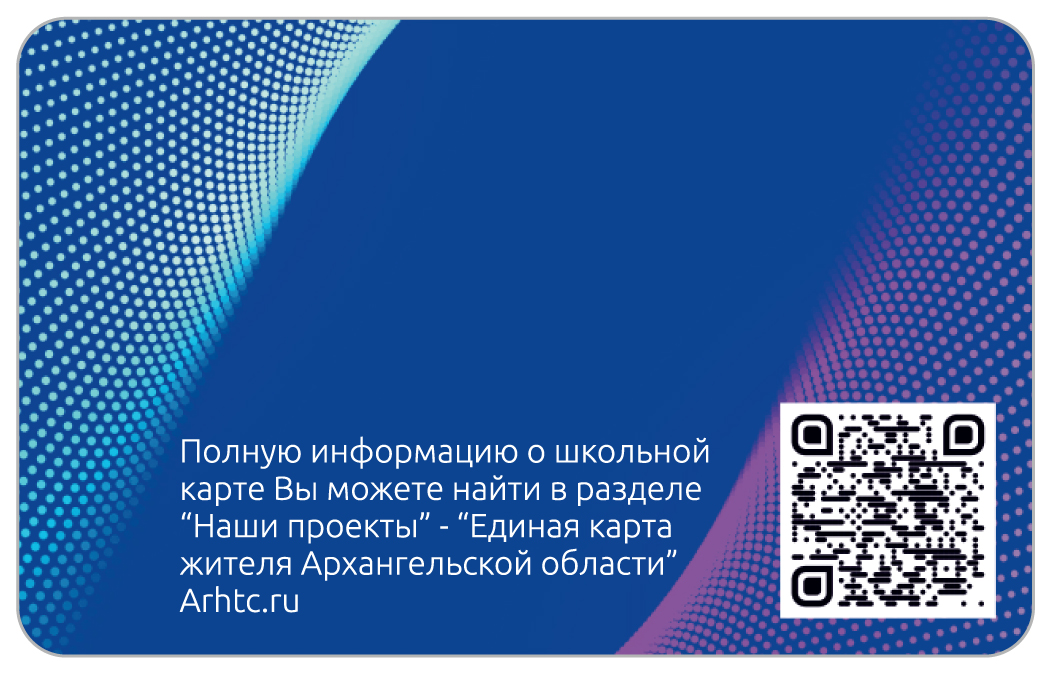 Полную информацию о школьной
карте Вы можете найти в разделе
“Наши проекты” - “Единая карта
жителя Архангельской области”
Arhtc.ru